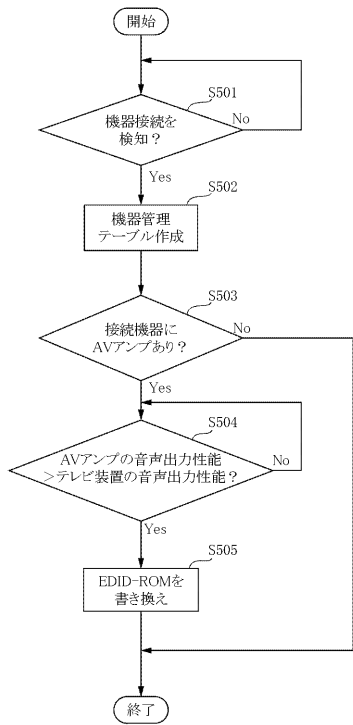 開始
S501
機器接続を
検知？
No
Yes
S502
機器管理
テーブル作成
S503
接続機器に
AVアンプあり？
No
Yes
S504
AVアンプの音声出力性能
＞テレビ装置の音声出力性能？
No
Yes
S505
EDID-ROMを
書き換え
終了